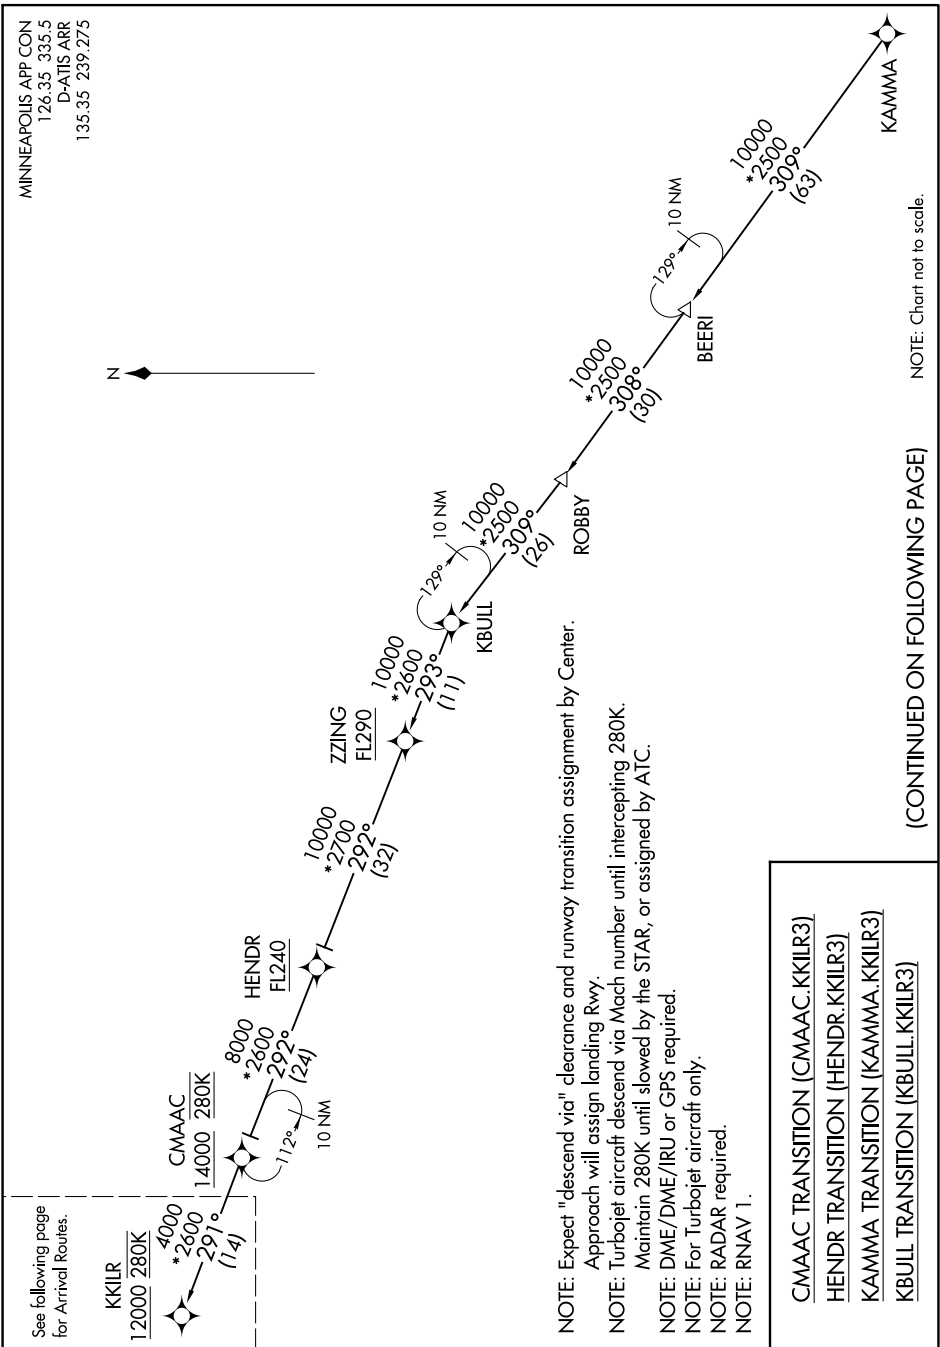 MINNEAPOLIS APP CON
126.35 335.5
D-ATIS ARR
135.35 239.275
See following page
for Arrival Routes.
KKILR
12000 280K
4000
*2600
291°
(14)
CMAAC
14000 280K
112°
10 NM
8000
*2600
292°
(24)
HENDR
FL240
10000
*2700
292°
(32)
ZZING
FL290
10000
*2600
293°
(11)
KBULL
129°
10 NM
10000
*2500
309°
(26)
ROBBY
10000
*2500
308°
(30)
BEERI
129°
10 NM
10000
*2500
309°
(63)
KAMMA
N
NOTE: Expect "descend via" clearance and runway transition assignment by Center.
Approach will assign landing Rwy.
NOTE: Turbojet aircraft descend via Mach number until intercepting 280K.
Maintain 280K until slowed by the STAR, or assigned by ATC.
NOTE: DME/DME/IRU or GPS required.
NOTE: For Turbojet aircraft only.
NOTE: RADAR required.
NOTE: RNAV 1.
CMAAC TRANSITION (CMAAC.KKILR3)
HENDR TRANSITION (HENDR.KKILR3)
KAMMA TRANSITION (KAMMA.KKILR3)
KBULL TRANSITION (KBULL.KKILR3)
(CONTINUED ON FOLLOWING PAGE)
NOTE: Chart not to scale.